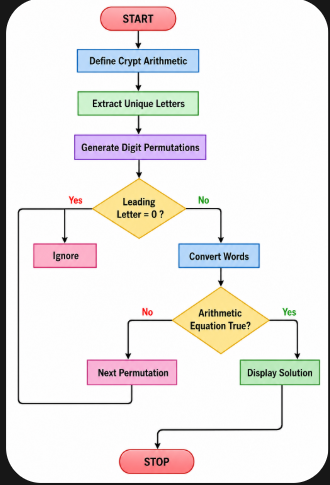 START
Define Crypt Arithmetic
Extract Unique Letters
Generate Digit Permutations
Leading
Letter = 0 ?
Yes
No
Ignore
Convert Words
Arithmetic
Equation True?
No
Yes
Next Permutation
Display Solution
STOP